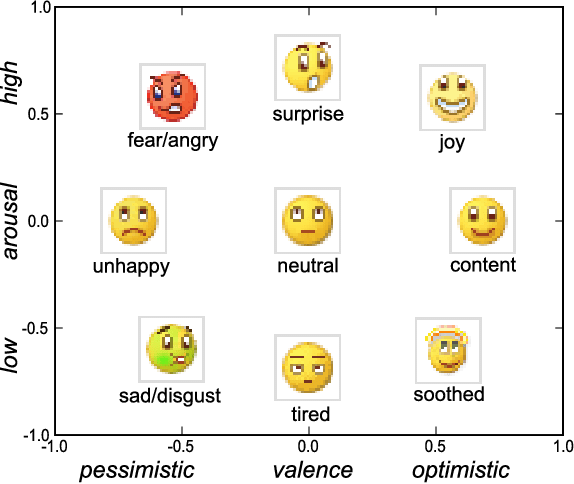 1.0
high
surprise
0.5
fear/angry
joy
arousal
0.0
unhappy
neutral
content
-0.5
low
sad/disgust
tired
soothed
-1.0
-1.0 -0.5 0.0 0.5 1.0
pessimistic valence optimistic